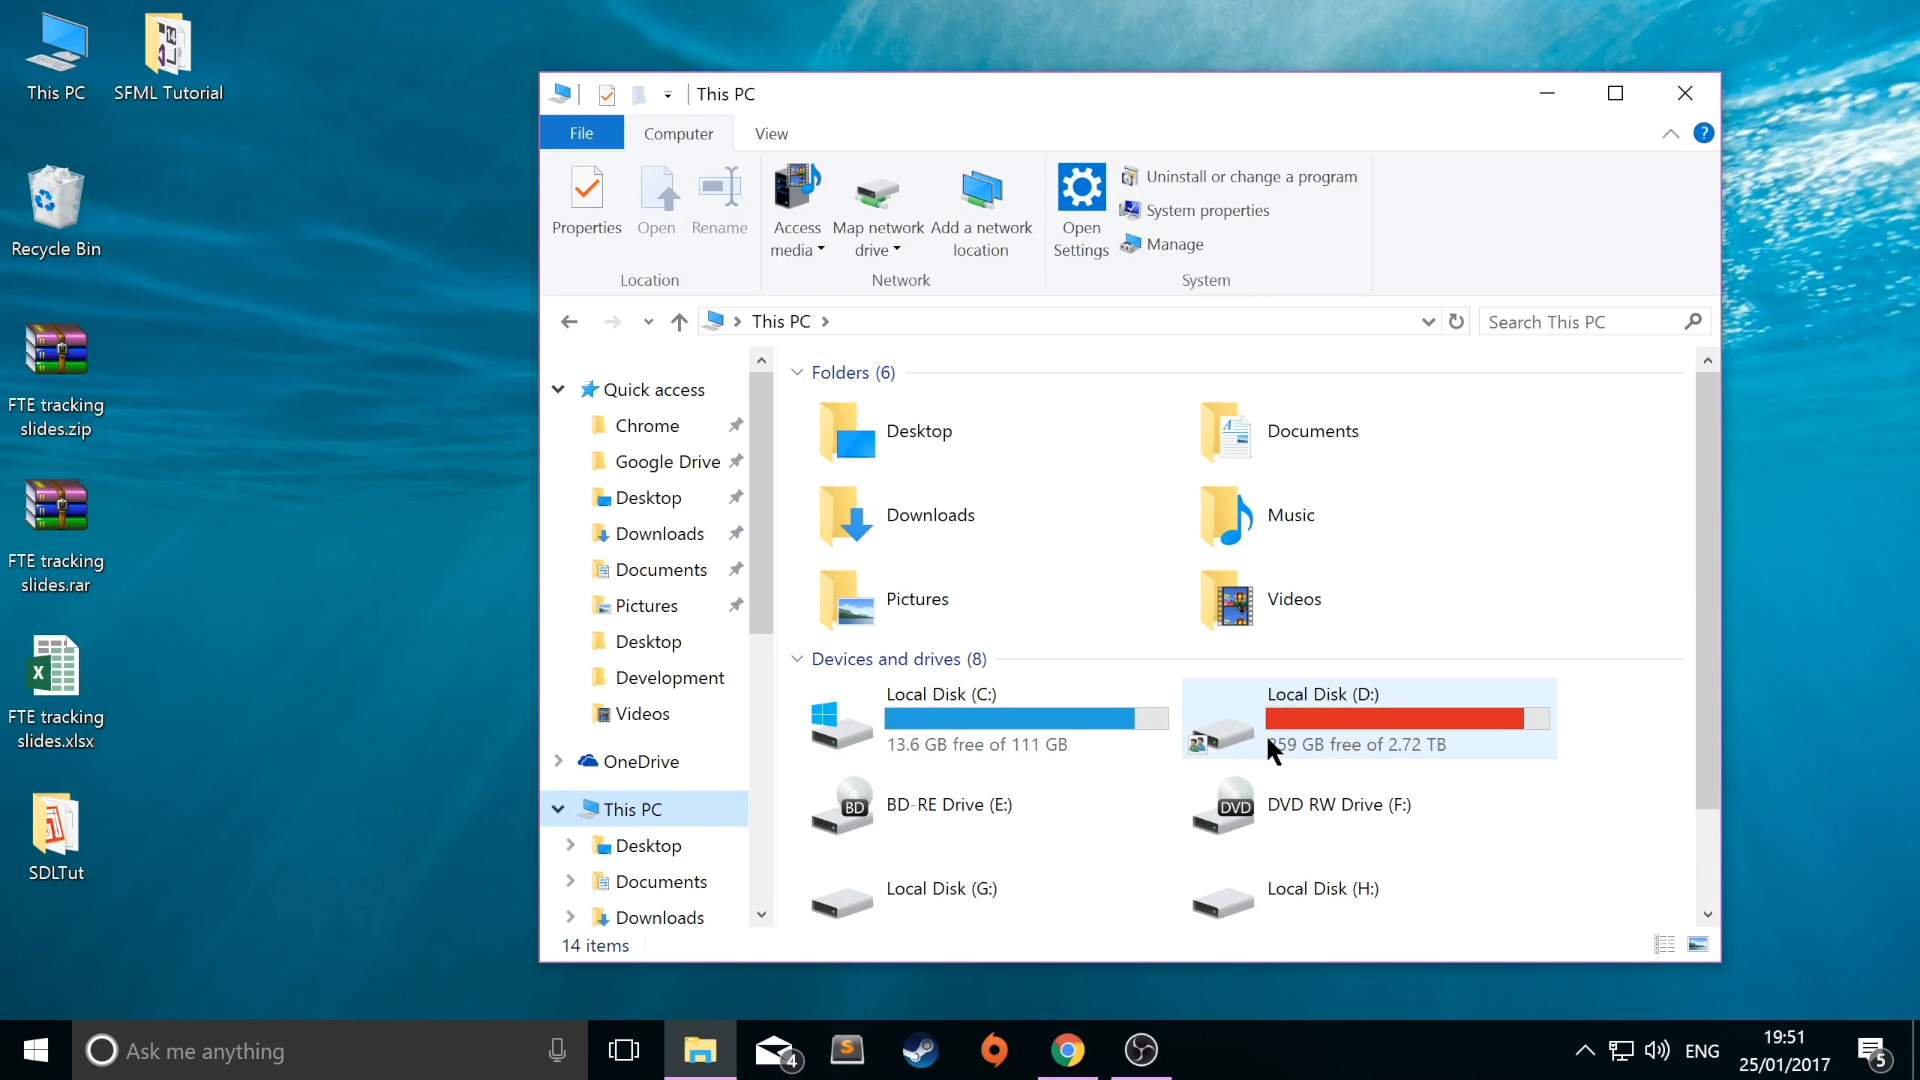 This PC
SFML Tutorial
Recycle Bin
FTE tracking
slides.zip
FTE tracking
slides.rar
FTE tracking
slides.xlsx
SDLTut
This PC
File
Computer
View
?
Properties
Open
Rename
Location
Access
media
Map network
drive
Add a network
location
Network
Open
Settings
Uninstall or change a program
System properties
Manage
System
This PC
Search This PC
Quick access
Chrome
Google Drive
Desktop
Downloads
Documents
Pictures
Desktop
Development
Videos
OneDrive
This PC
Desktop
Documents
Downloads
Folders (6)
Desktop
Documents
Downloads
Music
Pictures
Videos
Devices and drives (8)
Local Disk (C:)
13.6 GB free of 111 GB
Local Disk (D:)
GB free of 2.72 TB
BD
BD-RE Drive (E:)
DVD
DVD RW Drive (F:)
Local Disk (G:)
Local Disk (H:)
14 items
Ask me anything
4
S
ENG
19:51
25/01/2017
5